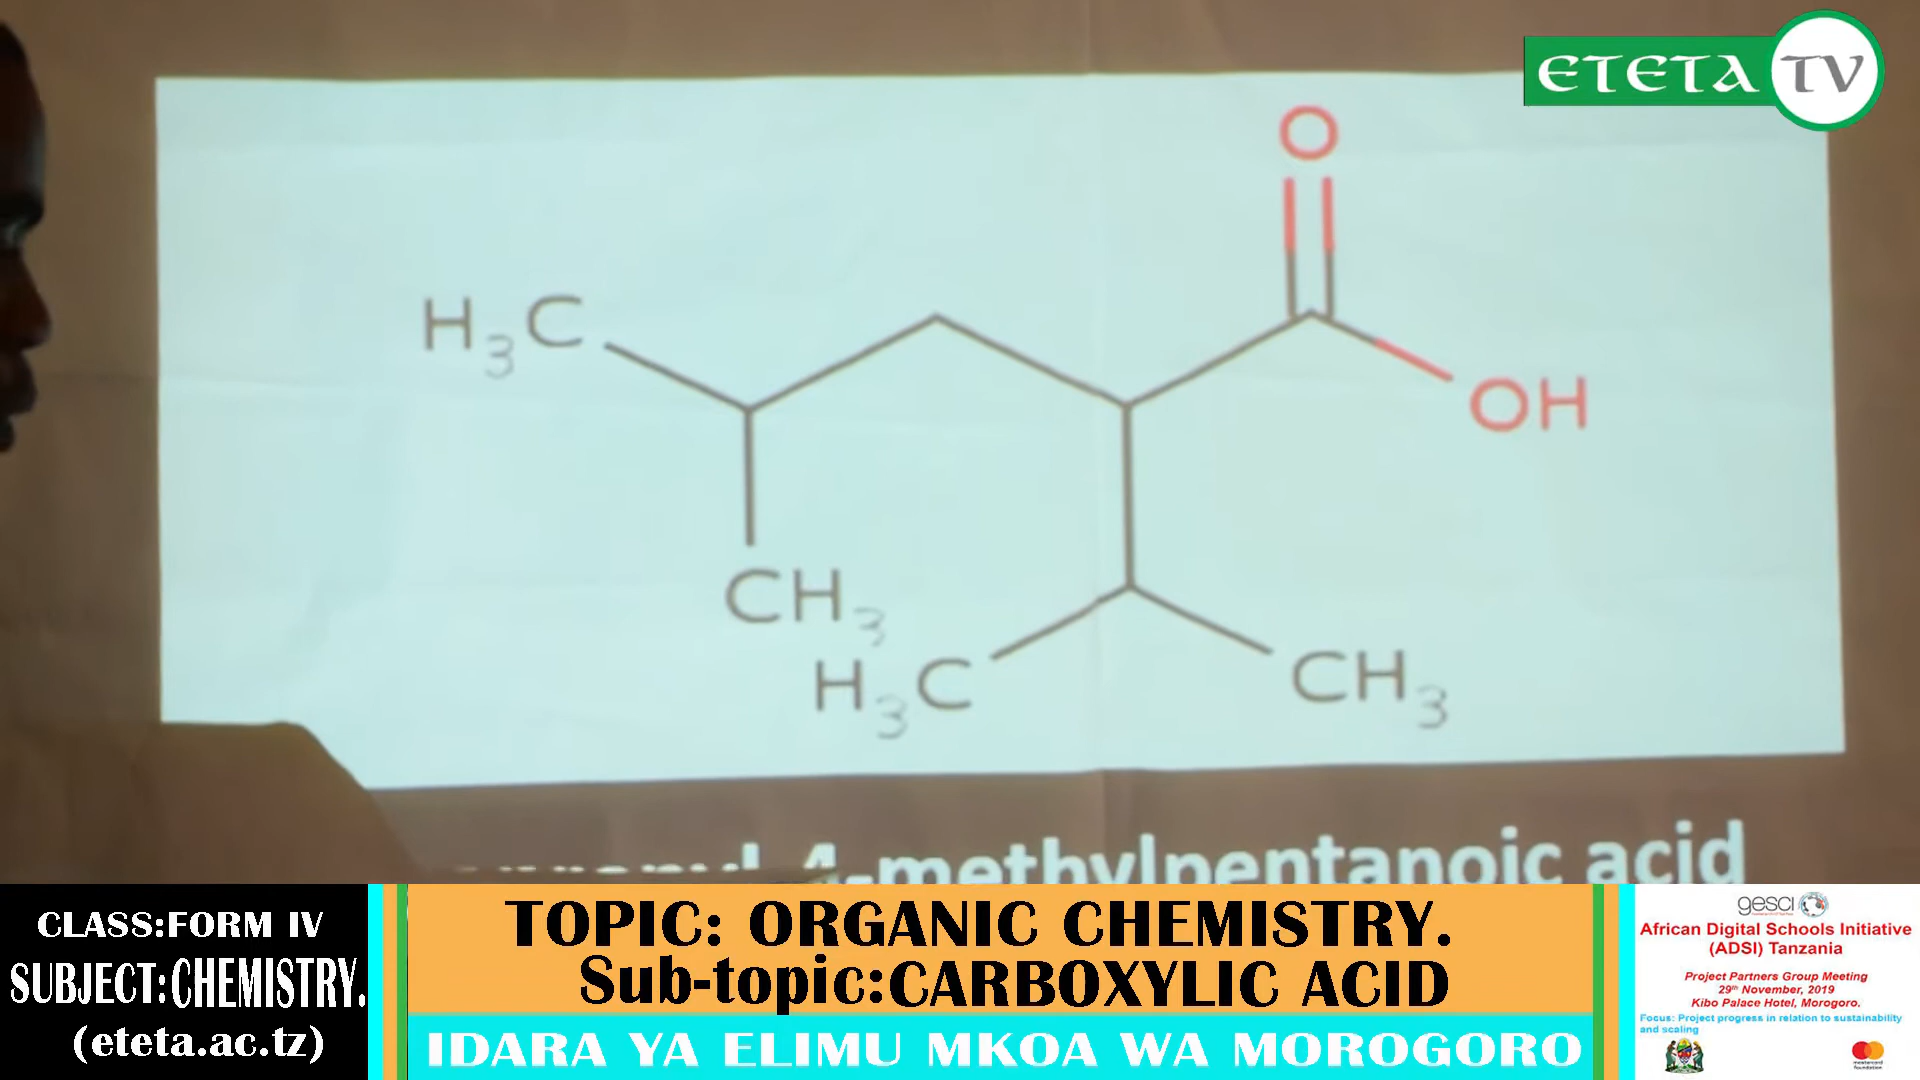 ETETA TV
O
H3C
OH
CH3
H3C
CH3
4-methylpentanoic acid
CLASS:FORM IV
SUBJECT:CHEMISTRY.
(eteta.ac.tz)
TOPIC: ORGANIC CHEMISTRY.
Sub-topic:CARBOXYLIC ACID
IDARA YA ELIMU MKOA WA MOROGORO
gesci
African Digital Schools Initiative
(ADSI) Tanzania
Project Partners Group Meeting
29th November, 2019
Kibo Palace Hotel, Morogoro.
Focus: Project progress in relation to sustainability
and scaling
mastercard
foundation